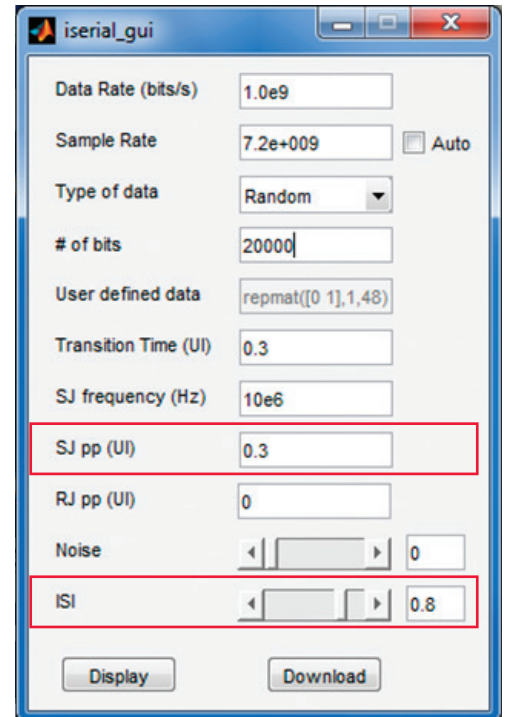 iserial_gui
Data Rate (bits/s) 1.0e9
Sample Rate 7.2e+009 Auto
Type of data Random
# of bits 20000
User defined data repmat([0 1],1,48)
Transition Time (UI) 0.3
SJ frequency (Hz) 10e6
SJ pp (UI) 0.3
RJ pp (UI) 0
Noise 0
ISI 0.8
Display Download